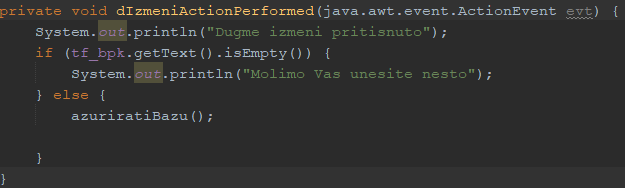 private void dIzmeniActionPerformed(java.awt.event.ActionEvent evt) {
System.out.println("Dugme izmeni pritisnuto");
if (tf_bpk.getText().isEmpty()) {
System.out.println("Molimo Vas unesite nesto");
} else {
azuriratiBazu();
}
}